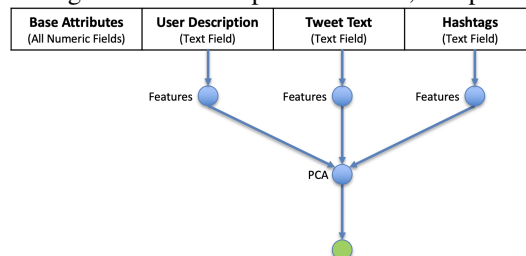 Base Attributes
(All Numeric Fields)
User Description
(Text Field)
Tweet Text
(Text Field)
Hashtags
(Text Field)
Features
Features
Features
PCA